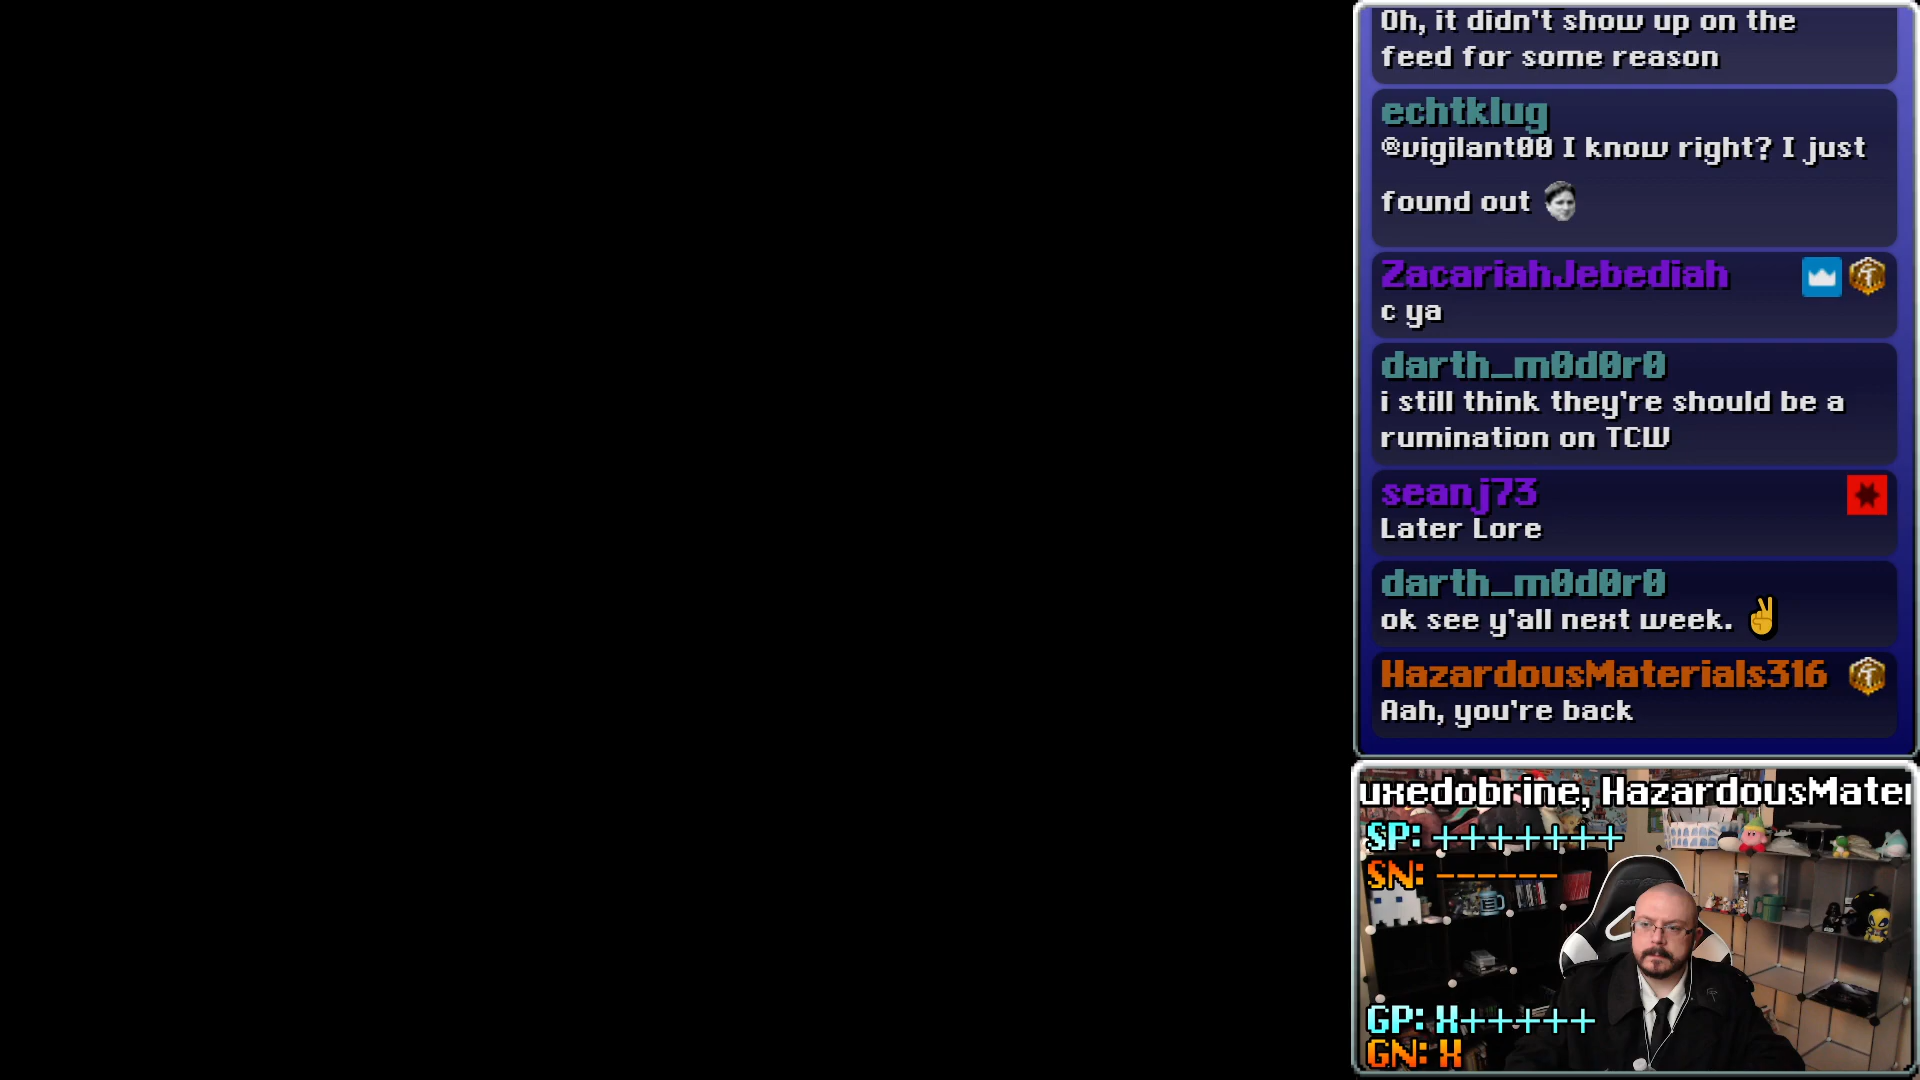 Oh, it didn't show up on the
feed for some reason
echtklug
@vigilant00 I know right? I just
found out
ZacariahJebediah
c ya
darth_m0d0r0
i still think they're should be a
rumination on TCW
seanj73
Later Lore
darth_m0d0r0
ok see y'all next week.
HazardousMaterials316
Aah, you're back
uxedobrine, HazardousMater
SP: +++++++
SN: ------
GP: X+++++
GN: X